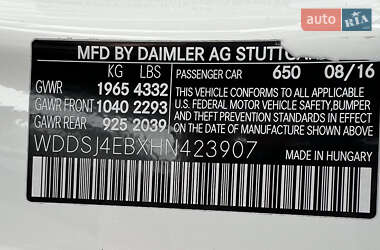 auto RIA
MFD BY DAIMLER AG STUTTGA
KG LBS
PASSENGER CAR 650 08/16
GVWR 1965 4332
GAWR FRONT 1040 2293
GAWR REAR 925 2039
THIS VEHICLE CONFORMS TO ALL APPLICABLE
U.S. FEDERAL MOTOR VEHICLE SAFETY, BUMPER
AND THEFT PREVENTION STANDARDS IN EFFECT
ON THE DATE OF MANUFACTURE SHOWN ABOVE.
WDDSJ4EBXHN423907
MADE IN HUNGARY